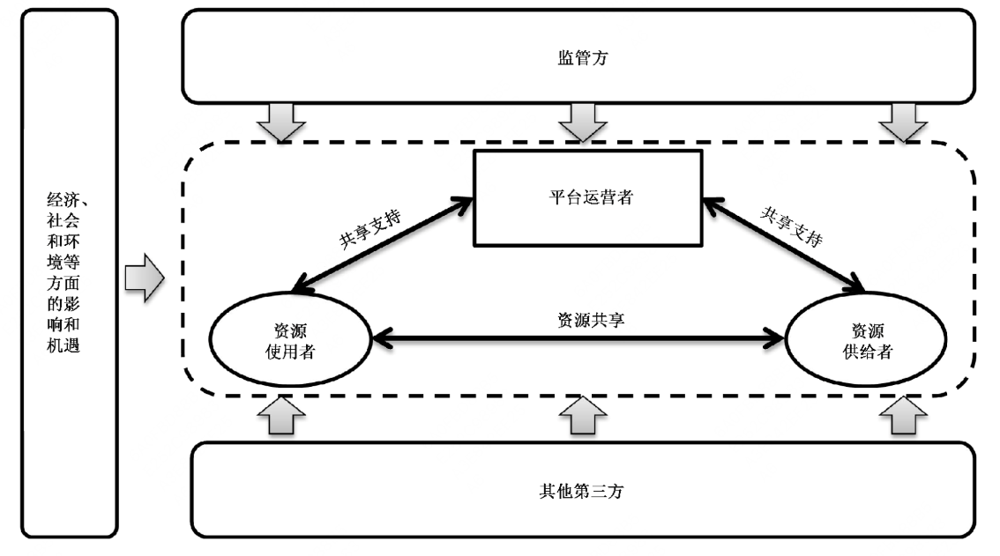 监管方
经济、
社会
和环
境等
方面
的影
响和
机遇
平台运营者
共享支持
共享支持
资源共享
资源
使用者
资源
供给者
其他第三方